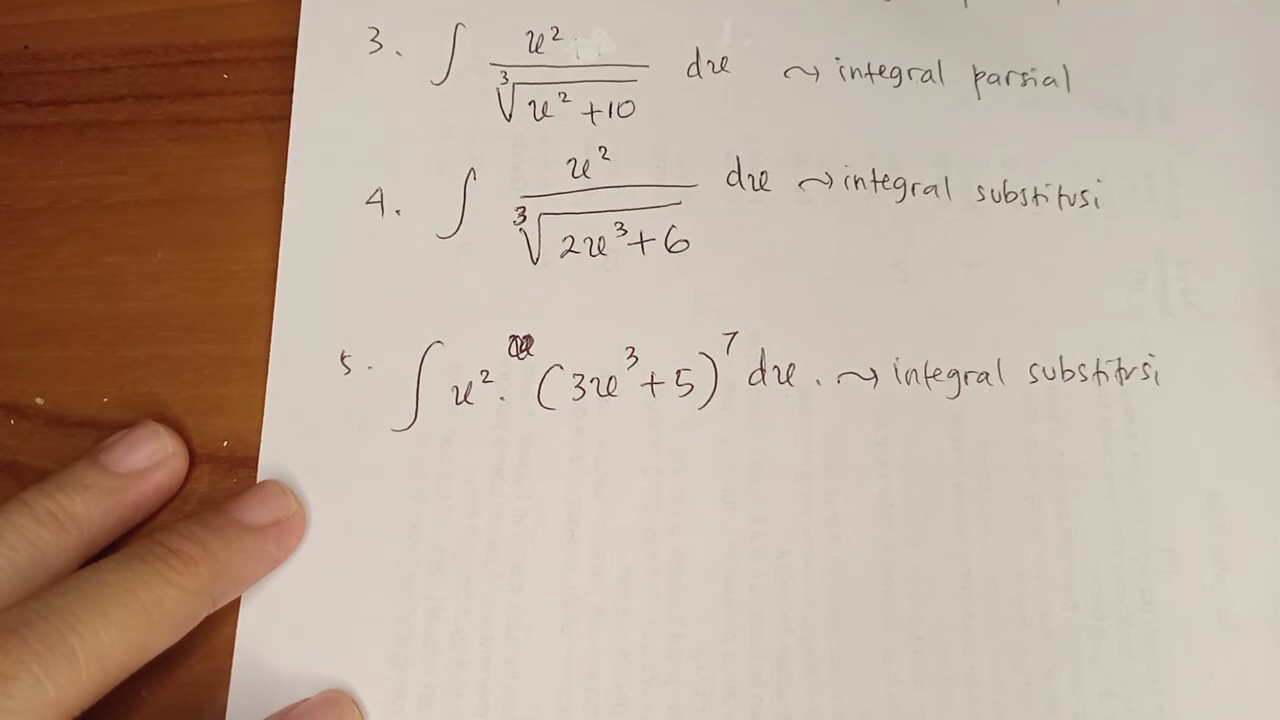 3. ∫ x² / ∛(x² + 10) dx ⤳ integral parsial
4. ∫ x² / ∛(2x³ + 6) dx ⤳ integral substitusi
5. ∫ x² . (3x³ + 5)⁷ dx . ⤳ integral substitusi